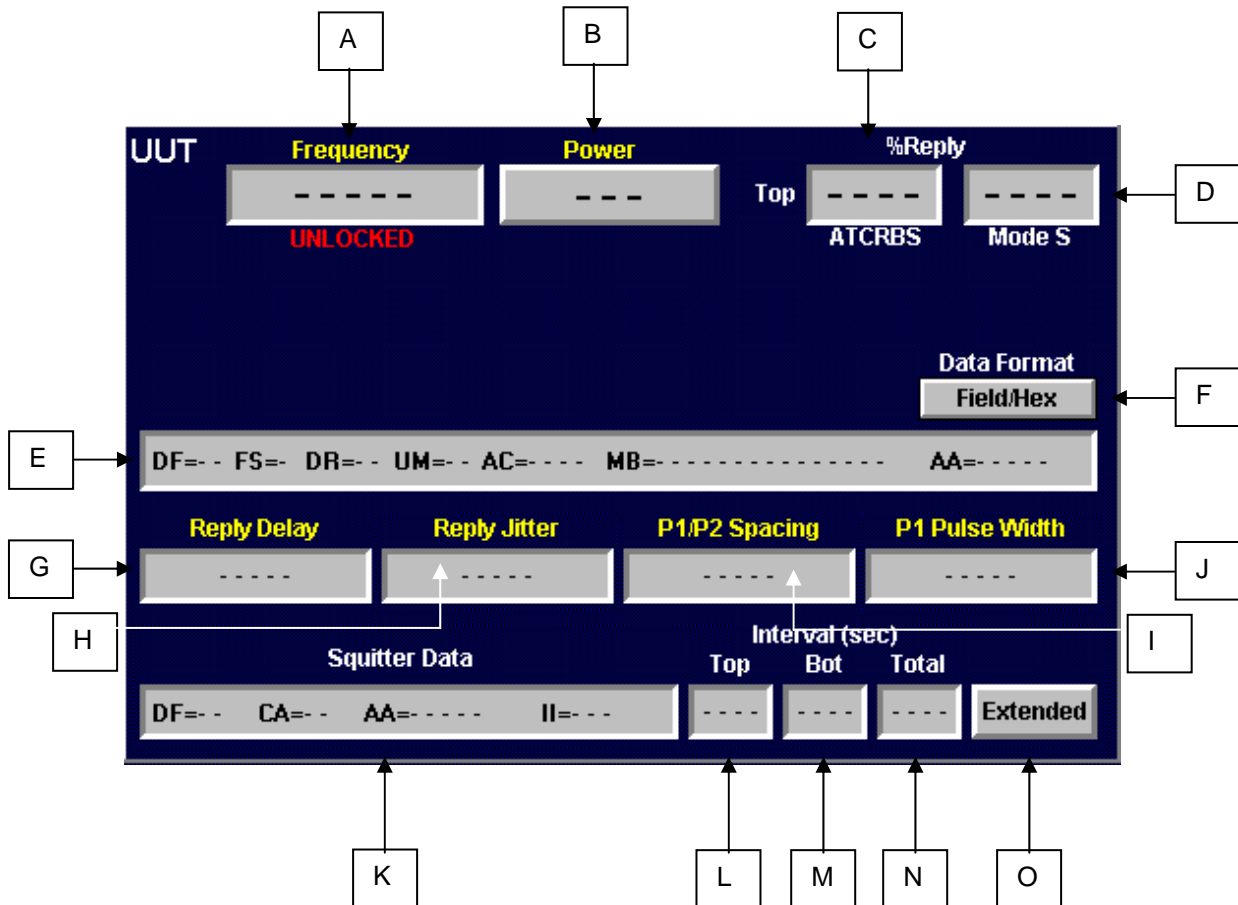 A
B
C
UUT
Frequency
Power
%Reply
- - - - -
- - -
Top
- - - -
- - - -
D
UNLOCKED
ATCRBS
Mode S
Data Format
Field/Hex
F
E
DF=- - FS=- DR=- - UM=- - AC=- - - - MB=- - - - - - - - - - - - - - - AA=- - - - -
Reply Delay
Reply Jitter
P1/P2 Spacing
P1 Pulse Width
G
- - - - -
- - - - -
- - - - -
- - - - -
J
H
I
Interval (sec)
Squitter Data
Top
Bot
Total
DF=- - CA=- - AA=- - - - - II=- - -
- - - -
- - - -
- - - -
Extended
K
L
M
N
O